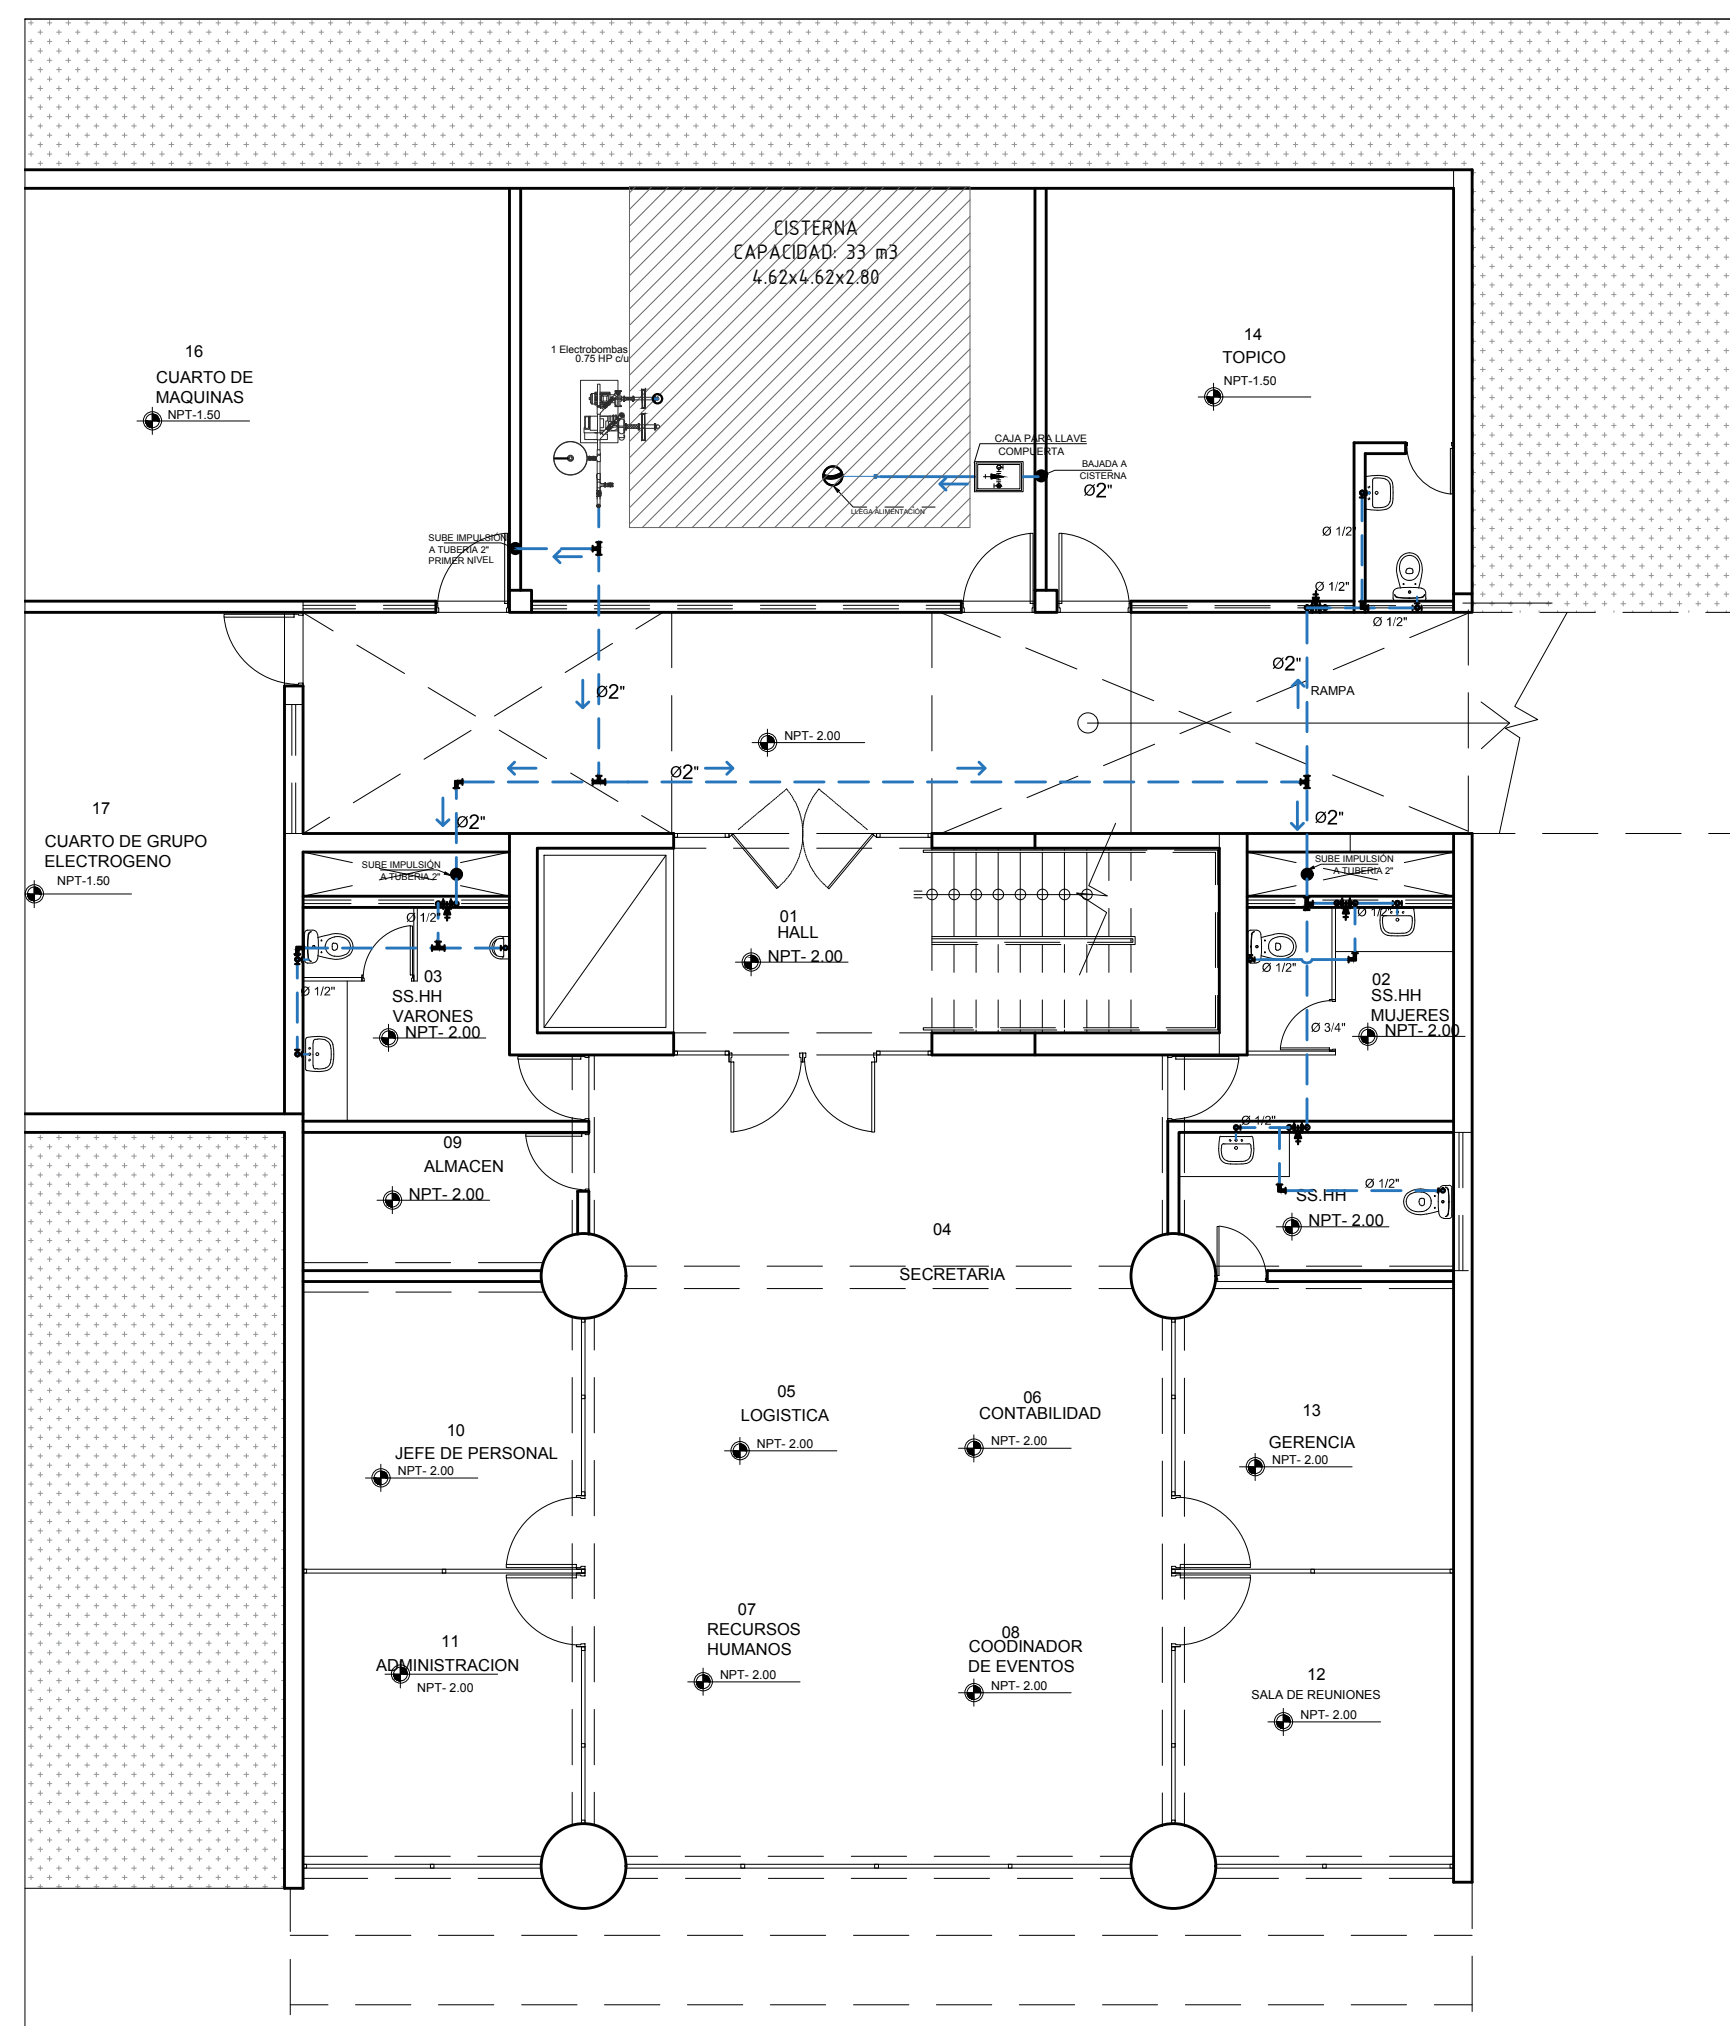 CISTERNA
CAPACIDAD: 33 m3
4.62x4.62x2.80
16
CUARTO DE
MAQUINAS
NPT-1.50
1 Electrobombas
0.75 HP c/u
14
TOPICO
NPT-1.50
CAJA PARA LLAVE
COMPUERTA
BAJADA A
CISTERNA
Ø2"
LLEGA ALIMENTACIÓN
SUBE IMPULSIÓN
A TUBERIA 2"
PRIMER NIVEL
Ø 1/2"
Ø 1/2"
Ø 1/2"
Ø2"
Ø2"
RAMPA
NPT- 2.00
Ø2"
Ø2"
Ø2"
17
CUARTO DE GRUPO
ELECTROGENO
NPT-1.50
SUBE IMPULSIÓN
A TUBERIA 2"
SUBE IMPULSIÓN
A TUBERIA 2"
01
HALL
NPT- 2.00
Ø 1/2"
Ø 1/2"
03
SS.HH
VARONES
NPT- 2.00
Ø 1/2"
Ø 1/2"
02
SS.HH
MUJERES
NPT- 2.00
Ø 3/4"
09
ALMACEN
NPT- 2.00
Ø 1/2"
Ø 1/2"
SS.HH
NPT- 2.00
04
SECRETARIA
10
JEFE DE PERSONAL
NPT- 2.00
05
LOGISTICA
NPT- 2.00
06
CONTABILIDAD
NPT- 2.00
13
GERENCIA
NPT- 2.00
11
ADMINISTRACION
NPT- 2.00
07
RECURSOS
HUMANOS
NPT- 2.00
08
COODINADOR
DE EVENTOS
NPT- 2.00
12
SALA DE REUNIONES
NPT- 2.00